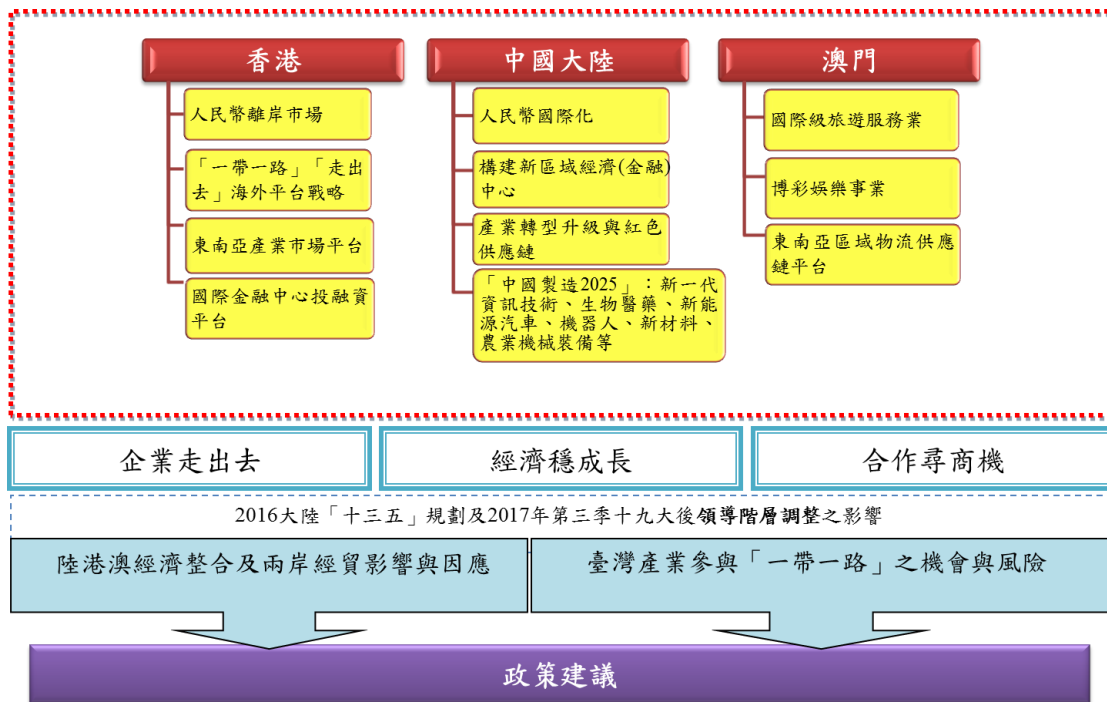 香港
人民幣離岸市場
「一帶一路」「走出
去」海外平台戰略
東南亞產業市場平台
國際金融中心投融資
平台
中國大陸
人民幣國際化
構建新區域經濟(金融)
中心
產業轉型升級與紅色
供應鏈
「中國製造2025」：新一代
資訊技術、生物醫藥、新能
源汽車、機器人、新材料、
農業機械裝備等
澳門
國際級旅遊服務業
博彩娛樂事業
東南亞區域物流供應
鏈平台
企業走出去
經濟穩成長
合作尋商機
2016大陸「十三五」規劃及2017年第三季十九大後領導階層調整之影響
陸港澳經濟整合及兩岸經貿影響與因應
臺灣產業參與「一帶一路」之機會與風險
政策建議